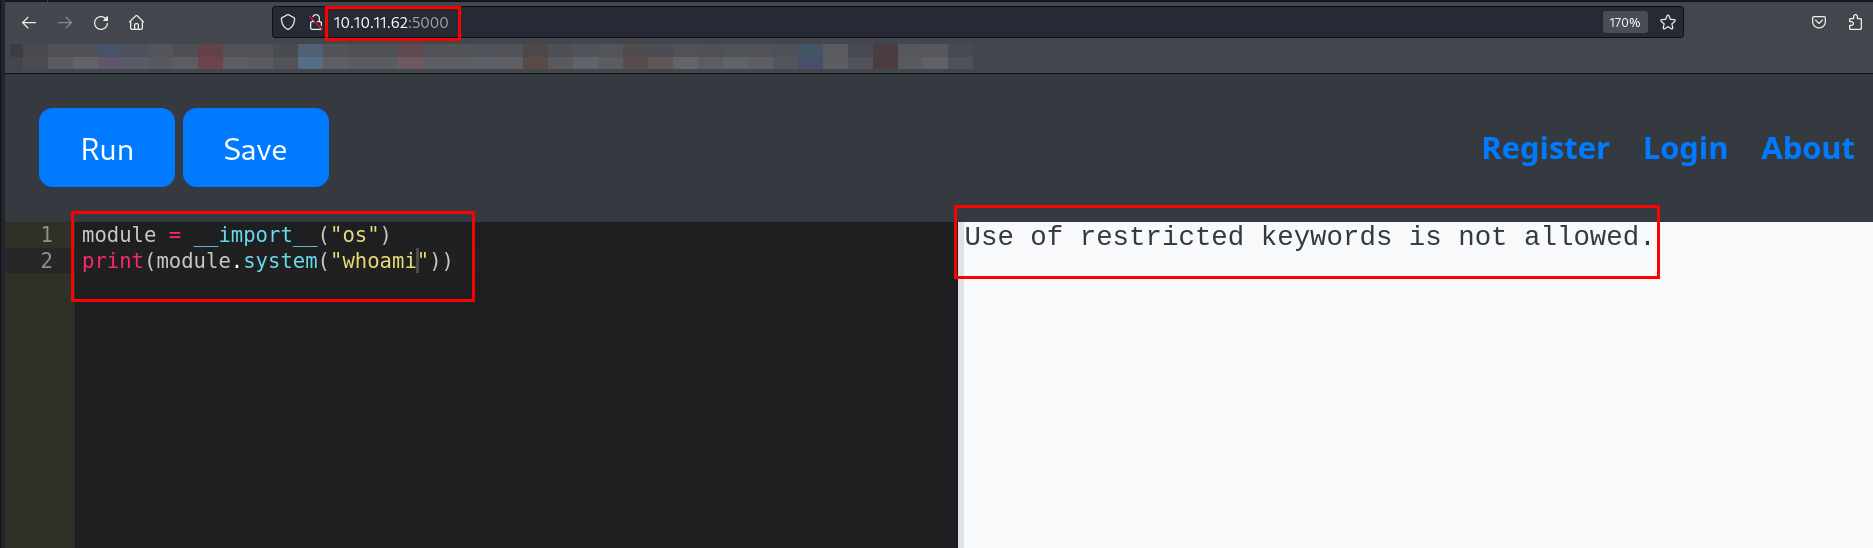 10.10.11.62:5000
170%
Run Save Register Login About
1 module = __import__("os")
2 print(module.system("whoami"))
Use of restricted keywords is not allowed.